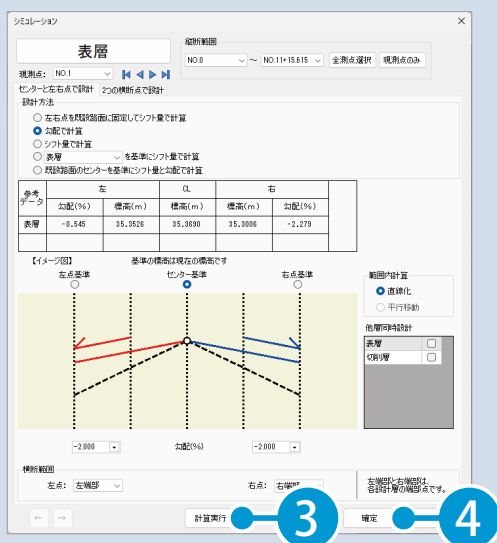 シミュレーション
表層
縦断範囲
NO.0 ～ NO.11+15.615 全測点選択 現測点のみ
現測点: NO.1
センターと左右点で設計 2つの横断点で設計
設計方法
左右点を既設路面に固定してシフト量で計算
勾配で計算
シフト量で計算
表層 を基準にシフト量で計算
既設路面のセンターを基準にシフト量と勾配で計算
参考データ 左 CL 右
勾配(%) 標高(m) 標高(m) 標高(m) 勾配(%)
表層 -0.545 35.3526 35.3690 35.3006 -2.279
【イメージ図】 基準の標高は現在の標高です
左点基準 センター基準 右点基準
範囲内計算
直線化
平行移動
他層同時設計
表層
切削層
-2.000 勾配(%) -2.000
横断範囲
左点: 左端部 右点: 右端部
左端部と右端部は、
各設計層の端部点です。
計算実行 3 確定 4